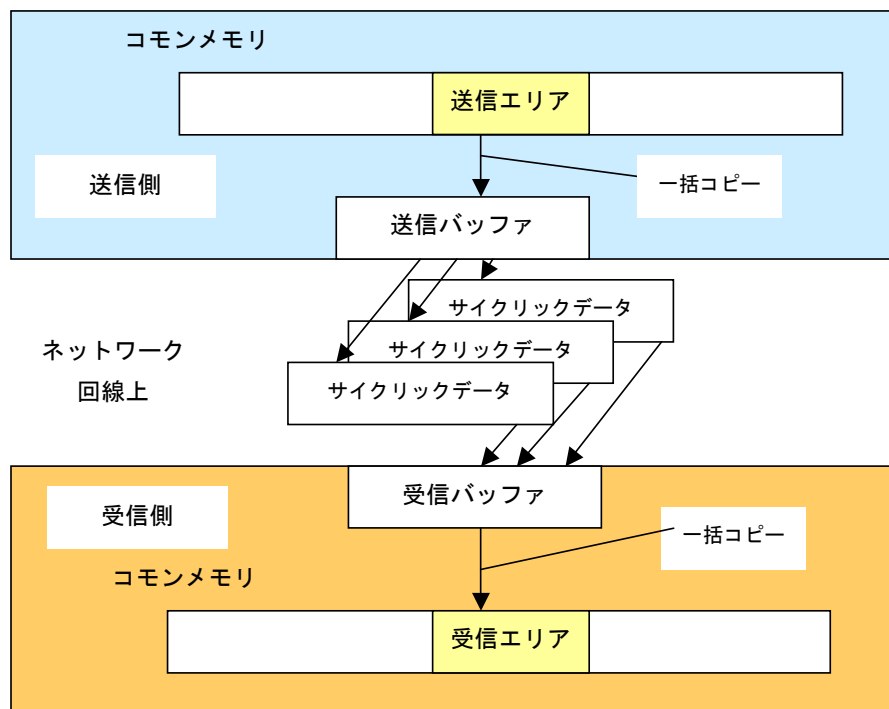 コモンメモリ
送信エリア
送信側
一括コピー
送信バッファ
サイクリックデータ
サイクリックデータ
サイクリックデータ
ネットワーク
回線上
受信バッファ
受信側
一括コピー
コモンメモリ
受信エリア